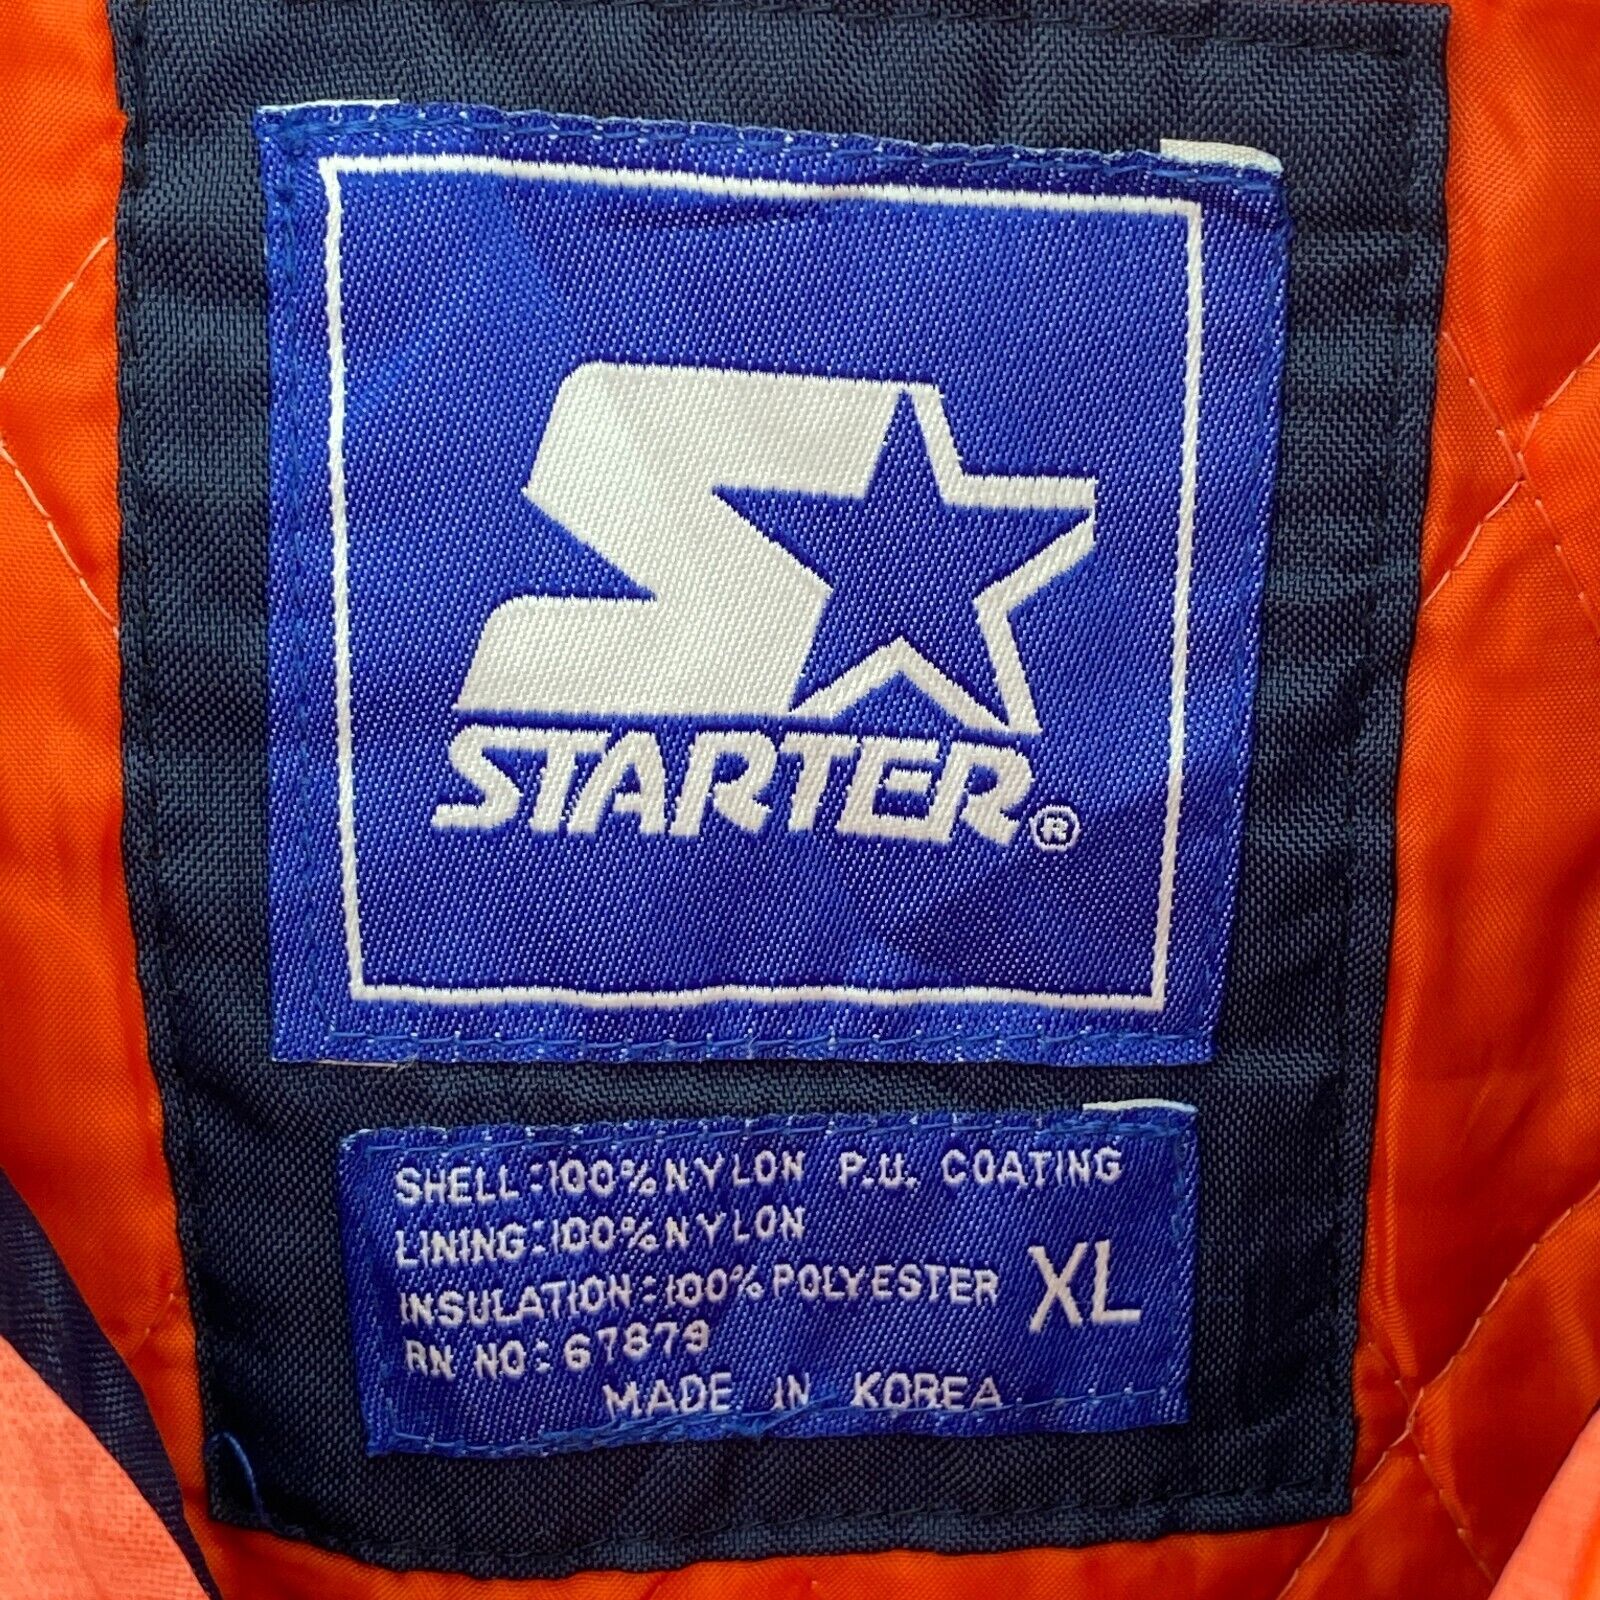 STARTER®
SHELL:100% NYLON P.U. COATING
LINING:100% NYLON
INSULATION:100% POLYESTER XL
RN NO:67879
MADE IN KOREA